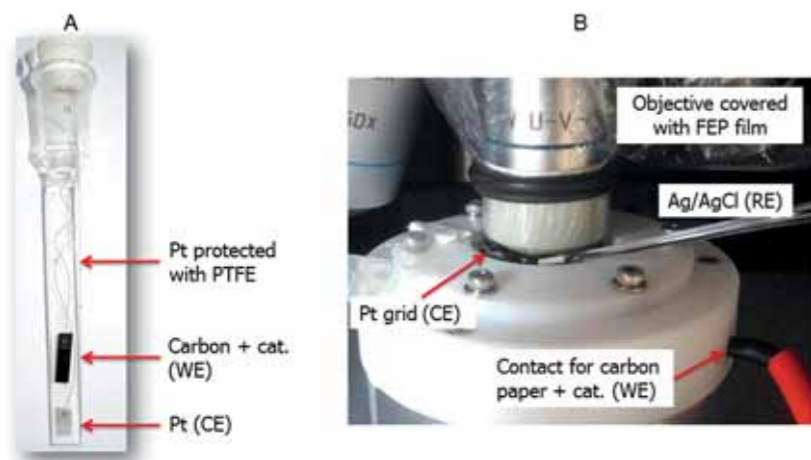 A
Pt protected
with PTFE
Carbon + cat.
(WE)
Pt (CE)
B
50x
U-V-
Objective covered
with FEP film
Ag/AgCl (RE)
Pt grid (CE)
Contact for carbon
paper + cat. (WE)